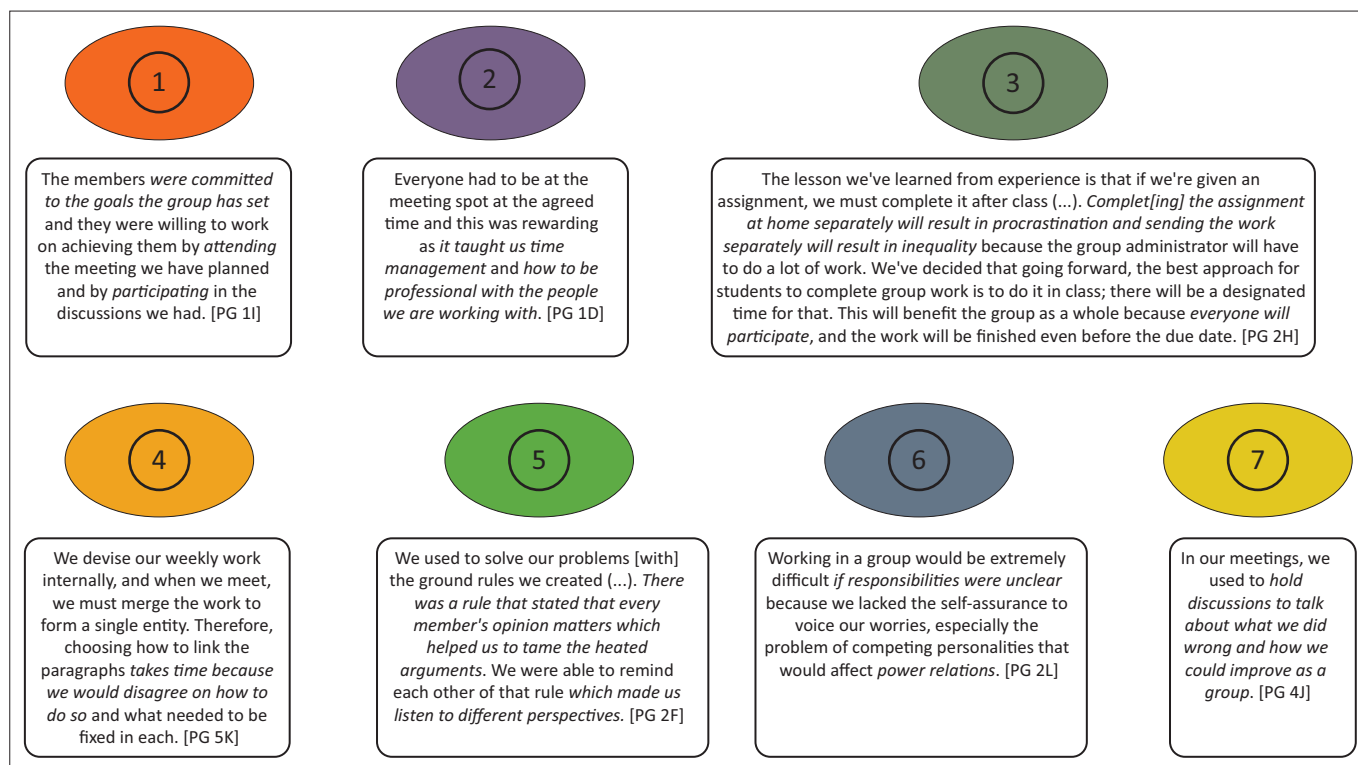 1
2
3
The members were committed
to the goals the group has set
and they were willing to work
on achieving them by attending
the meeting we have planned
and by participating in the
discussions we had. [PG 1I]
Everyone had to be at the
meeting spot at the agreed
time and this was rewarding
as it taught us time
management and how to be
professional with the people
we are working with. [PG 1D]
The lesson we've learned from experience is that if we're given an
assignment, we must complete it after class (...). Complet[ing] the assignment
at home separately will result in procrastination and sending the work
separately will result in inequality because the group administrator will have
to do a lot of work. We've decided that going forward, the best approach for
students to complete group work is to do it in class; there will be a designated
time for that. This will benefit the group as a whole because everyone will
participate, and the work will be finished even before the due date. [PG 2H]
4
5
6
7
We devise our weekly work
internally, and when we meet,
we must merge the work to
form a single entity. Therefore,
choosing how to link the
paragraphs takes time because
we would disagree on how to
do so and what needed to be
fixed in each. [PG 5K]
We used to solve our problems [with]
the ground rules we created (...). There
was a rule that stated that every
member's opinion matters which
helped us to tame the heated
arguments. We were able to remind
each other of that rule which made us
listen to different perspectives. [PG 2F]
Working in a group would be extremely
difficult if responsibilities were unclear
because we lacked the self-assurance to
voice our worries, especially the
problem of competing personalities that
would affect power relations. [PG 2L]
In our meetings, we
used to hold
discussions to talk
about what we did
wrong and how we
could improve as a
group. [PG 4J]